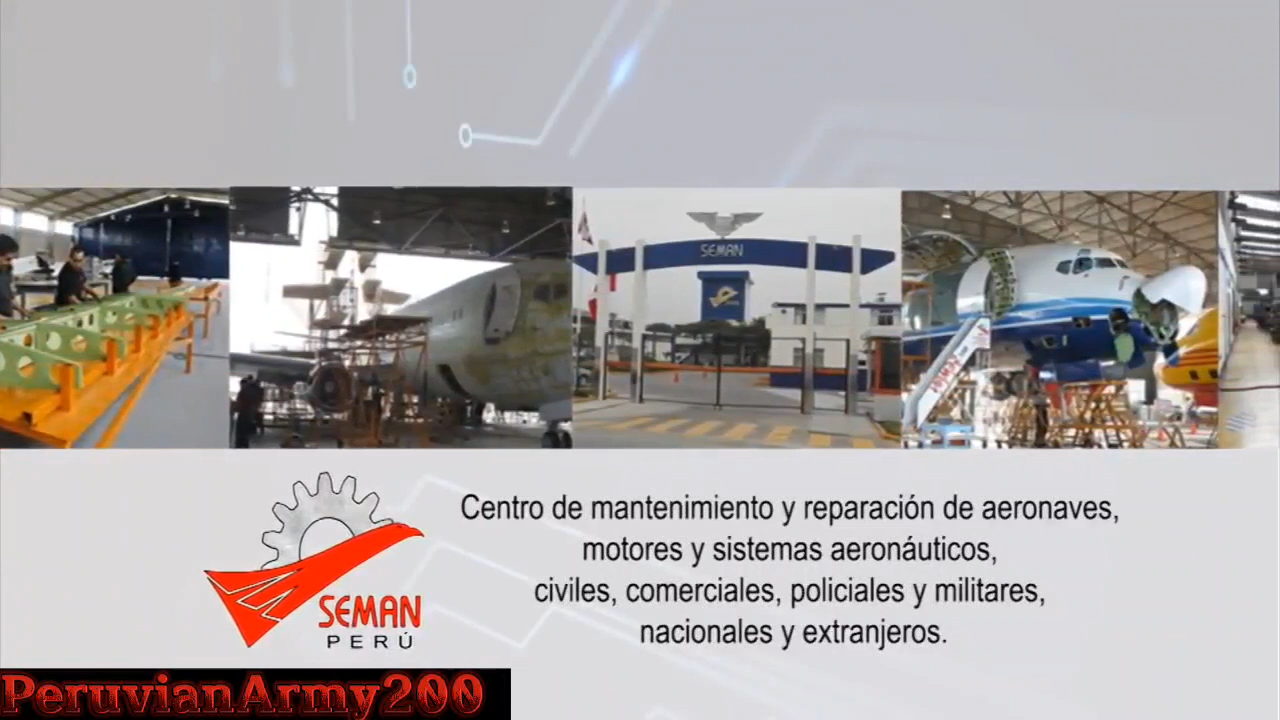 SEMAN
Centro de mantenimiento y reparación de aeronaves,
motores y sistemas aeronáuticos,
civiles, comerciales, policiales y militares,
nacionales y extranjeros.
SEMAN
PERÚ
PeruvianArmy200